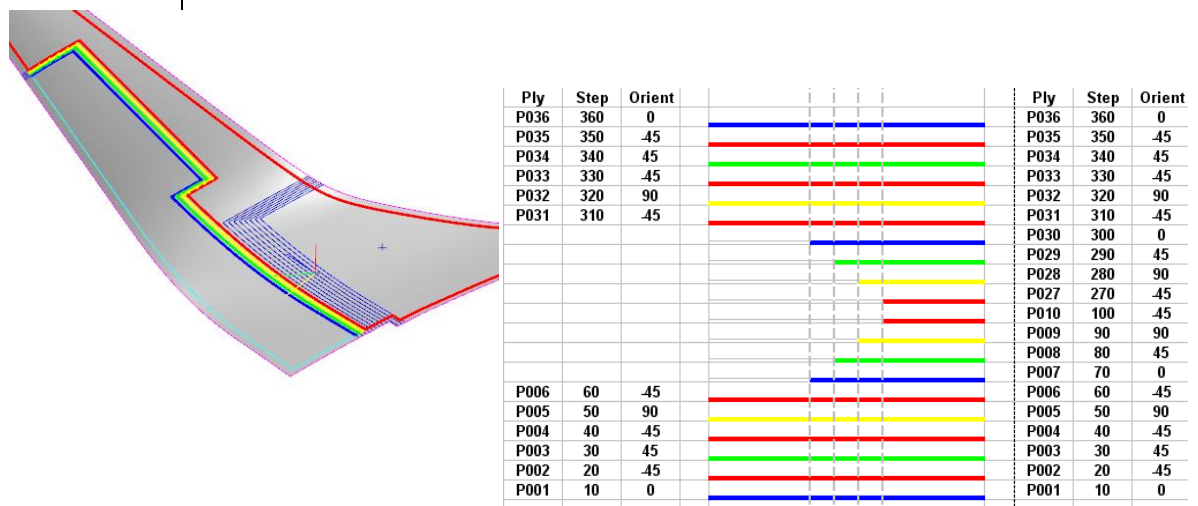 Ply Step Orient Ply Step Orient
P036 360 0 P036 360 0
P035 350 -45 P035 350 -45
P034 340 45 P034 340 45
P033 330 -45 P033 330 -45
P032 320 90 P032 320 90
P031 310 -45 P031 310 -45
P030 300 0
P029 290 45
P028 280 90
P027 270 -45
P010 100 -45
P009 90 90
P008 80 45
P007 70 0
P006 60 -45 P006 60 -45
P005 50 90 P005 50 90
P004 40 -45 P004 40 -45
P003 30 45 P003 30 45
P002 20 -45 P002 20 -45
P001 10 0 P001 10 0